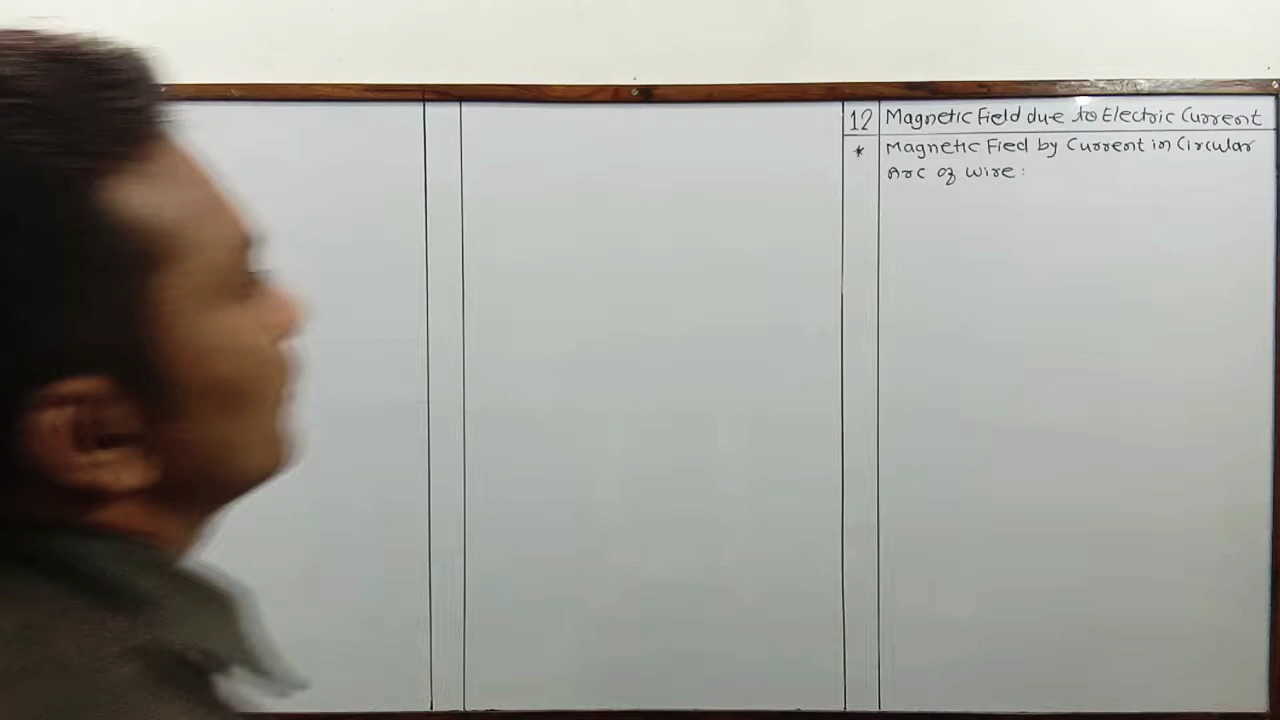 12 Magnetic Field due to Electric Current
* Magnetic Fied by Current in Circular
Arc of wire: